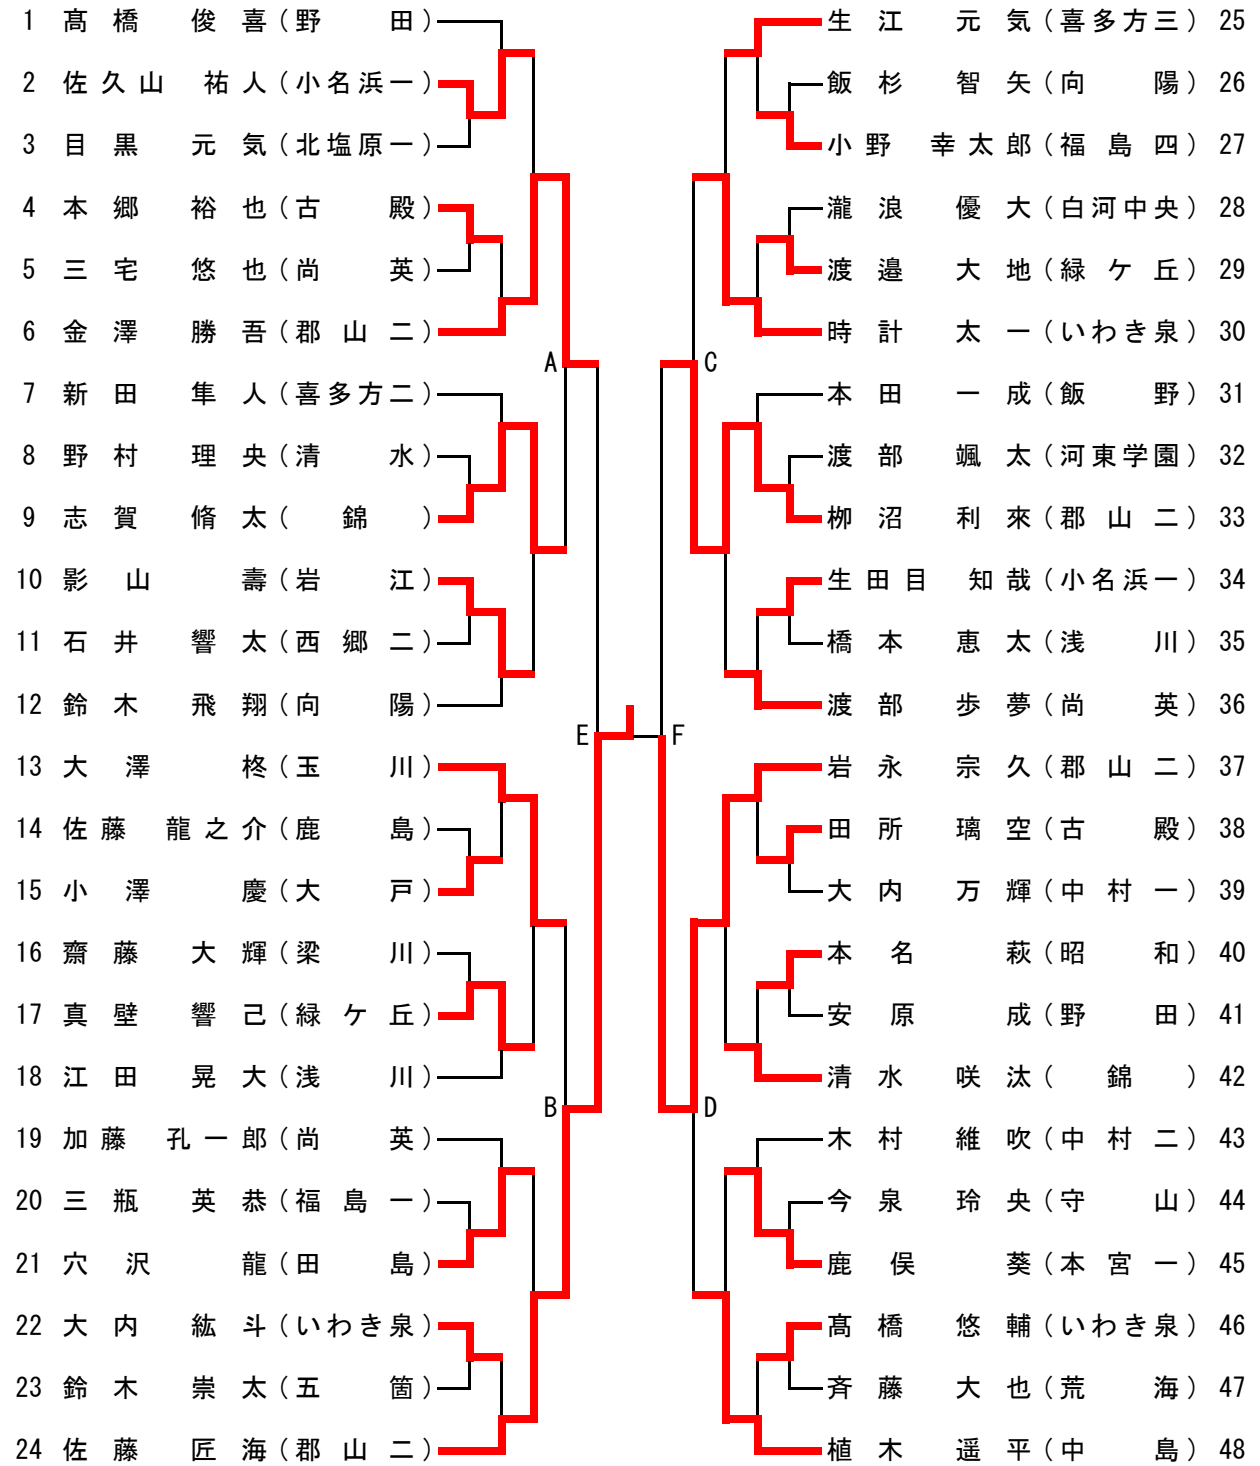 1 髙橋 俊喜(野田)
2 佐久山 祐人(小名浜一)
3 目黒 元気(北塩原一)
4 本郷 裕也(古殿)
5 三宅 悠也(尚英)
6 金澤 勝吾(郡山二)
A
7 新田 隼人(喜多方二)
8 野村 理央(清水)
9 志賀 脩太(錦)
10 影山 壽(岩江)
11 石井 響太(西郷二)
12 鈴木 飛翔(向陽)
E
13 大澤 柊(玉川)
14 佐藤 龍之介(鹿島)
15 小澤 慶(大戸)
16 齋藤 大輝(梁川)
17 真壁 響己(緑ケ丘)
18 江田 晃大(浅川)
B
19 加藤 孔一郎(尚英)
20 三瓶 英恭(福島一)
21 穴沢 龍(田島)
22 大内 紘斗(いわき泉)
23 鈴木 崇太(五箇)
24 佐藤 匠海(郡山二)
生江 元気(喜多方三) 25
飯杉 智矢(向陽) 26
小野 幸太郎(福島四) 27
瀧浪 優大(白河中央) 28
渡邉 大地(緑ケ丘) 29
時計 太一(いわき泉) 30
C
本田 一成(飯野) 31
渡部 颯太(河東学園) 32
栁沼 利來(郡山二) 33
生田目 知哉(小名浜一) 34
橋本 恵太(浅川) 35
渡部 歩夢(尚英) 36
F
岩永 宗久(郡山二) 37
田所 璃空(古殿) 38
大内 万輝(中村一) 39
本名 萩(昭和) 40
安原 成(野田) 41
清水 咲汰(錦) 42
D
木村 維吹(中村二) 43
今泉 玲央(守山) 44
鹿俣 葵(本宮一) 45
髙橋 悠輔(いわき泉) 46
斉藤 大也(荒海) 47
植木 遥平(中島) 48